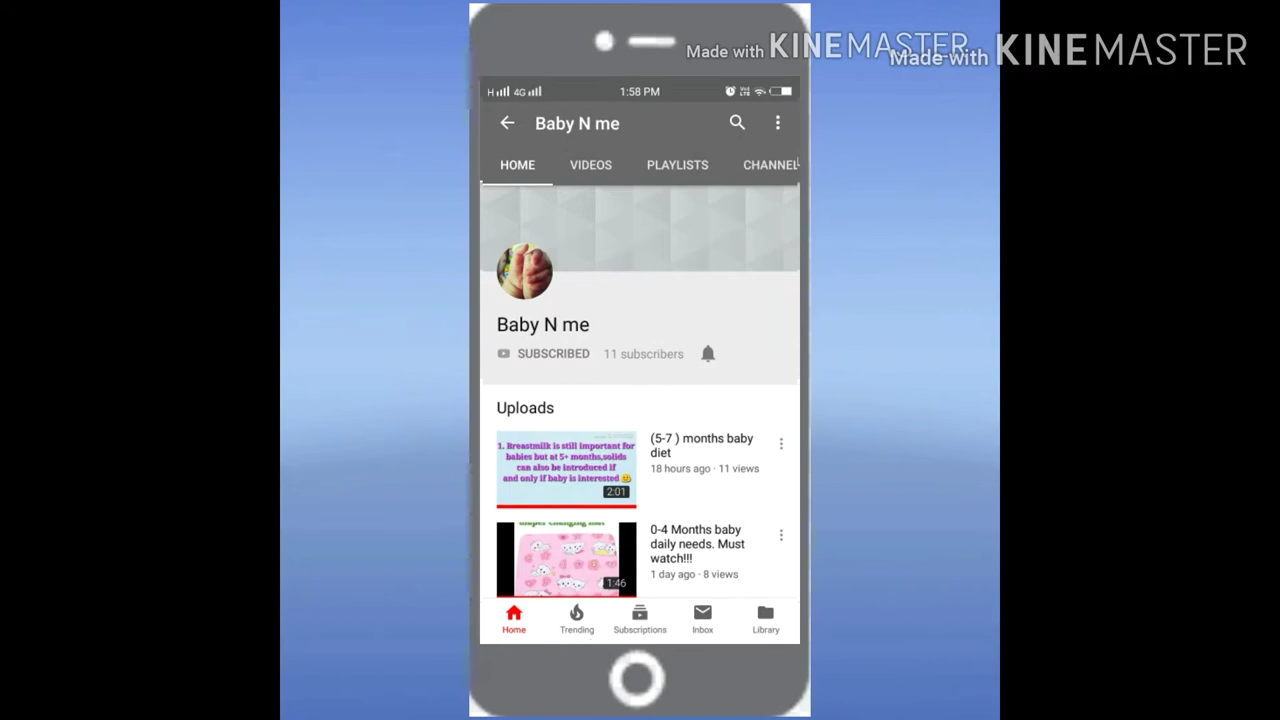 Made with KINEMASTER
Made with KINEMASTER
H 4G 1:58 PM
Baby N me
HOME VIDEOS PLAYLISTS CHANNEL
Baby N me
SUBSCRIBED 11 subscribers
Uploads
1. Breastmilk is still important for
babies but at 5+ months,solids
can also be introduced if
and only if baby is interested
2:01
(5-7 ) months baby
diet
18 hours ago · 11 views
1:46
0-4 Months baby
daily needs. Must
watch!!!
1 day ago · 8 views
Home Trending Subscriptions Inbox Library